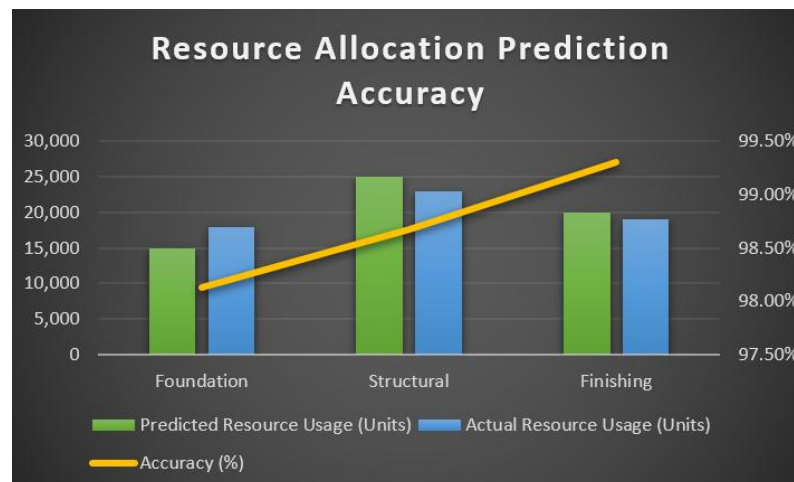 Resource Allocation Prediction
Accuracy
30,000
25,000
20,000
15,000
10,000
5,000
0
99.50%
99.00%
98.50%
98.00%
97.50%
Foundation
Structural
Finishing
Predicted Resource Usage (Units)
Actual Resource Usage (Units)
Accuracy (%)